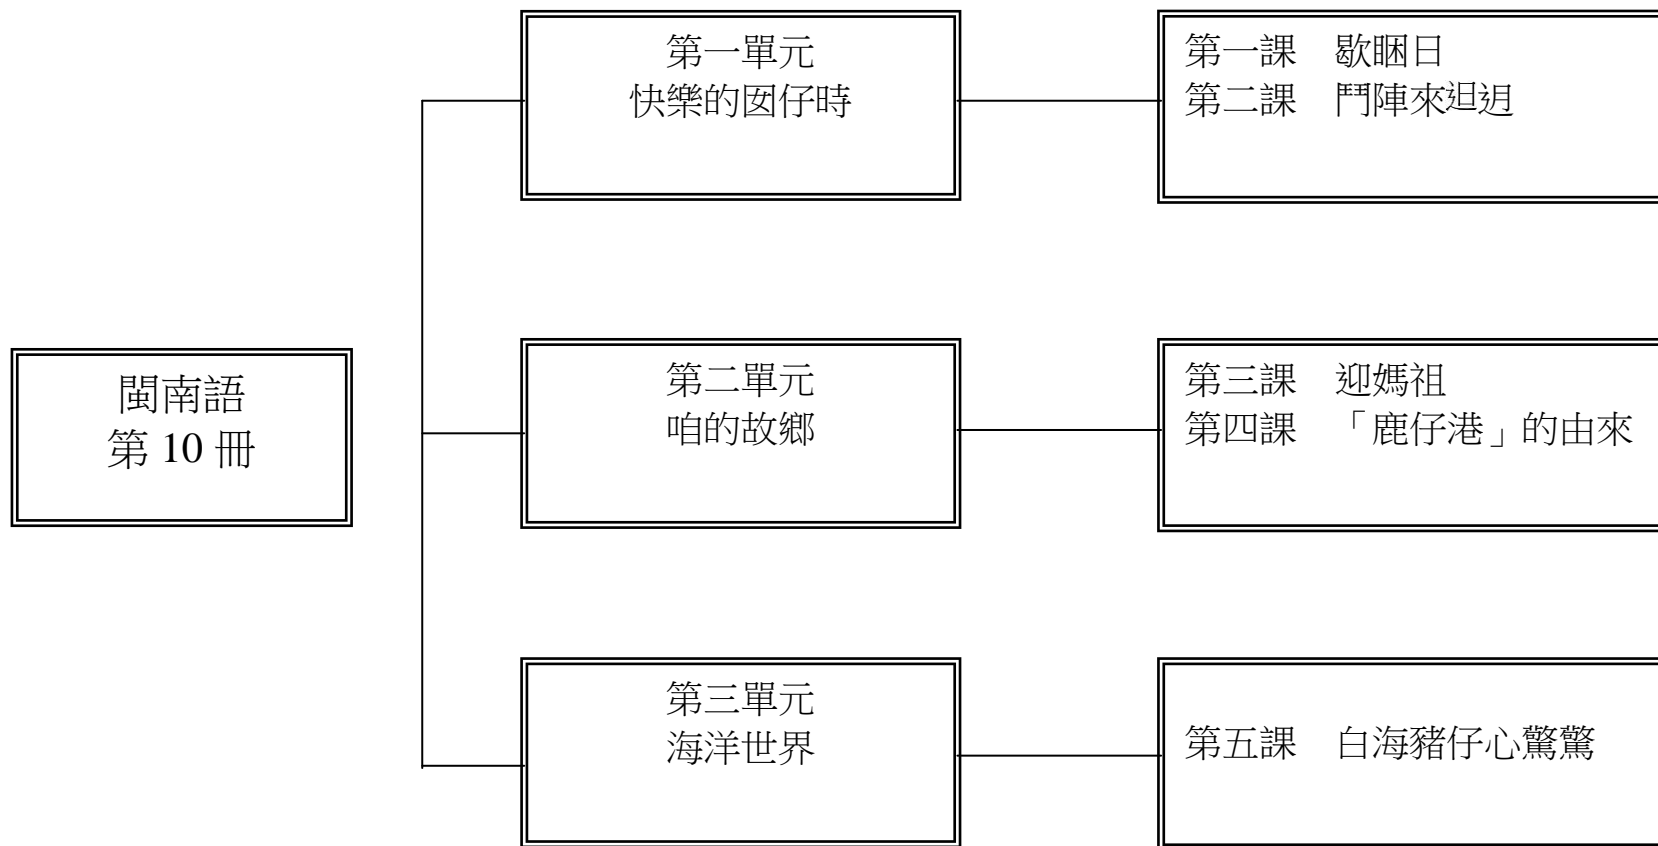 閩南語
第 10 冊
第一單元
快樂的囡仔時
第一課　歇睏日
第二課　鬥陣來𨑨迌
第二單元
咱的故鄉
第三課　迎媽祖
第四課　「鹿仔港」的由來
第三單元
海洋世界
第五課　白海豬仔心驚驚